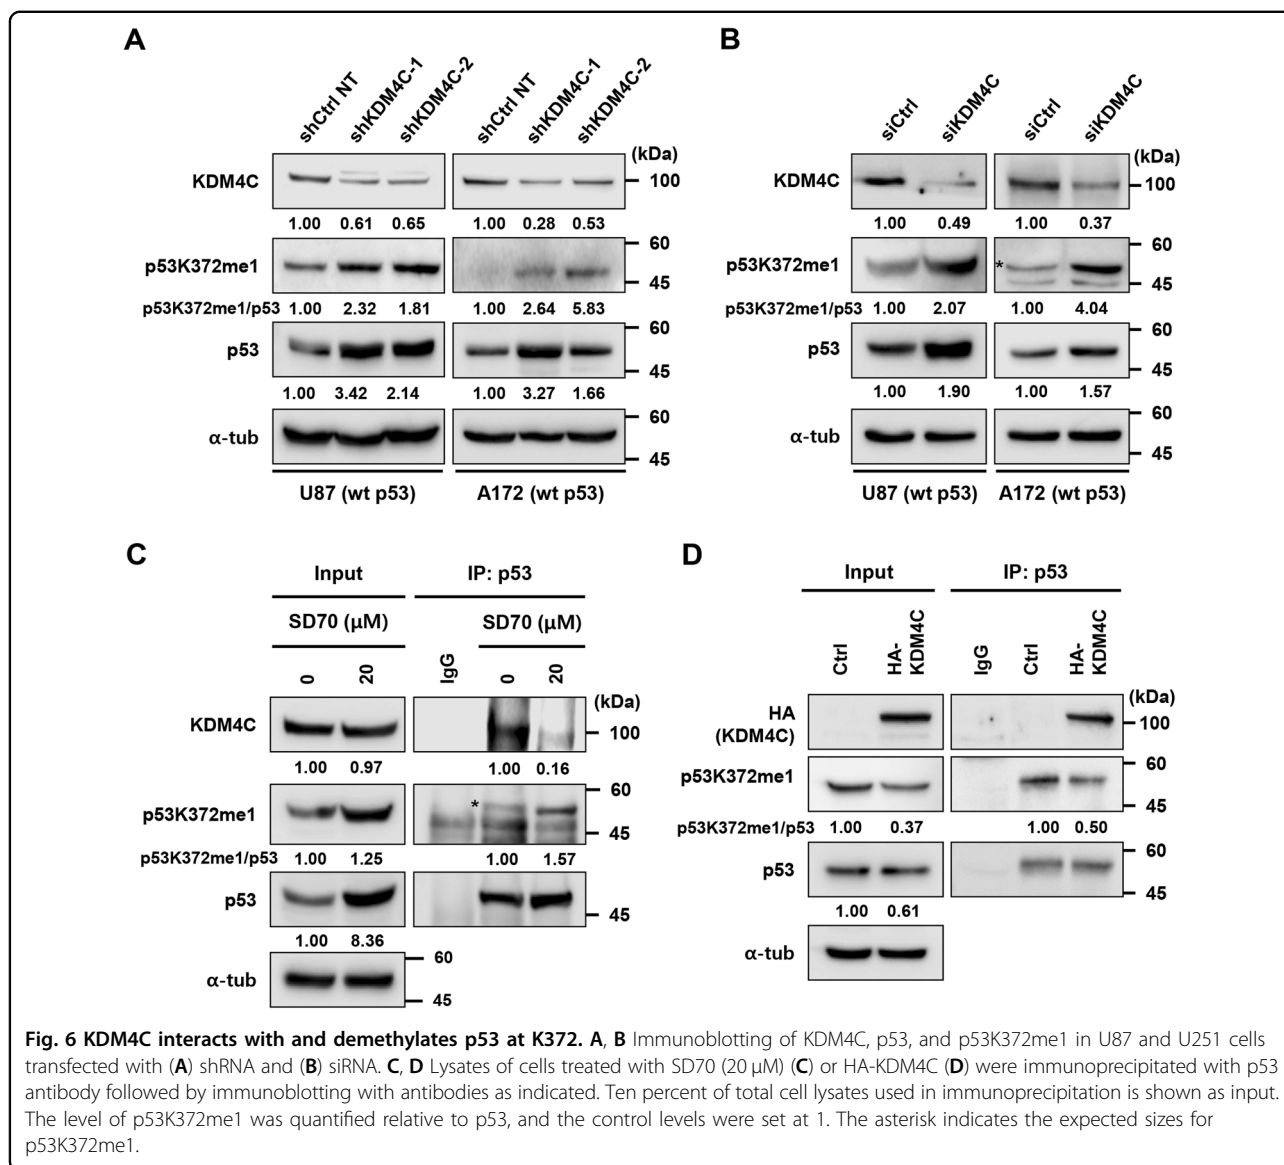 A
shCtrl NT shKDM4C-1 shKDM4C-2 shCtrl NT shKDM4C-1 shKDM4C-2
(kDa)
KDM4C 100
1.00 0.61 0.65 1.00 0.28 0.53
p53K372me1 60 45
p53K372me1/p53 1.00 2.32 1.81 1.00 2.64 5.83
p53 60 45
1.00 3.42 2.14 1.00 3.27 1.66
α-tub 60 45
U87 (wt p53) A172 (wt p53)
B
siCtrl siKDM4C siCtrl siKDM4C
(kDa)
KDM4C 100
1.00 0.49 1.00 0.37
p53K372me1 * 60 45
p53K372me1/p53 1.00 2.07 1.00 4.04
p53 60 45
1.00 1.90 1.00 1.57
α-tub 60 45
U87 (wt p53) A172 (wt p53)
C
Input IP: p53
SD70 (μM) SD70 (μM)
0 20 IgG 0 20
(kDa)
KDM4C 100
1.00 0.97 1.00 0.16
p53K372me1 * 60 45
p53K372me1/p53 1.00 1.25 1.00 1.57
p53 45
1.00 8.36
α-tub 60 45
D
Input IP: p53
Ctrl HA-KDM4C IgG Ctrl HA-KDM4C
(kDa)
HA 100
(KDM4C)
p53K372me1 60 45
p53K372me1/p53 1.00 0.37 1.00 0.50
p53 60 45
1.00 0.61
α-tub
Fig. 6 KDM4C interacts with and demethylates p53 at K372. A, B Immunoblotting of KDM4C, p53, and p53K372me1 in U87 and U251 cells
transfected with (A) shRNA and (B) siRNA. C, D Lysates of cells treated with SD70 (20 μM) (C) or HA-KDM4C (D) were immunoprecipitated with p53
antibody followed by immunoblotting with antibodies as indicated. Ten percent of total cell lysates used in immunoprecipitation is shown as input.
The level of p53K372me1 was quantified relative to p53, and the control levels were set at 1. The asterisk indicates the expected sizes for
p53K372me1.